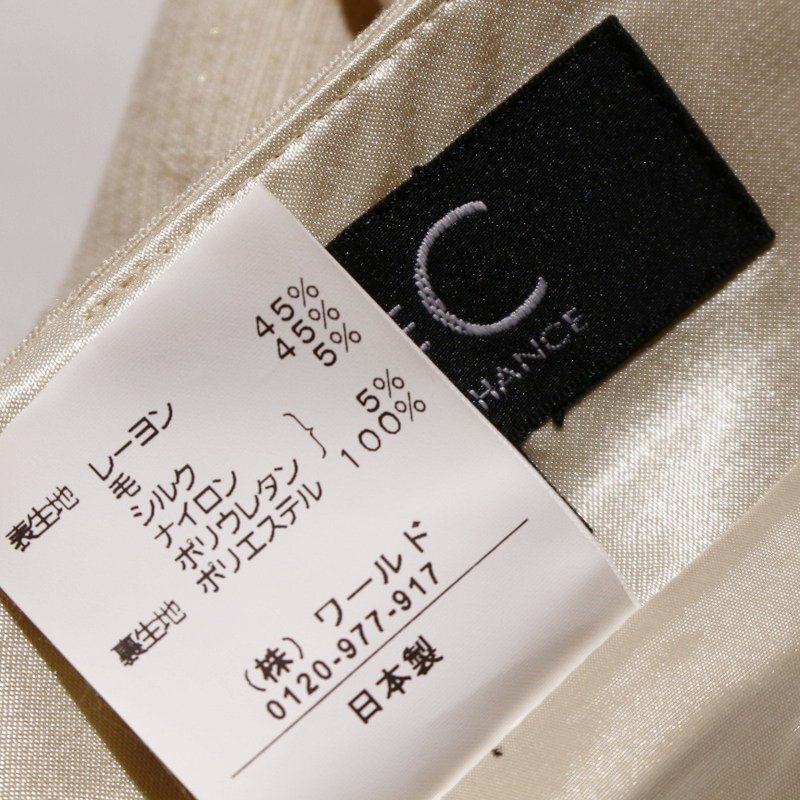 C
HANCE
表生地 レーヨン 45%
毛 45%
シルク 5%
ナイロン
ポリウレタン } 5%
裏生地 ポリエステル 100%
(株) ワールド
0120-977-917
日本製